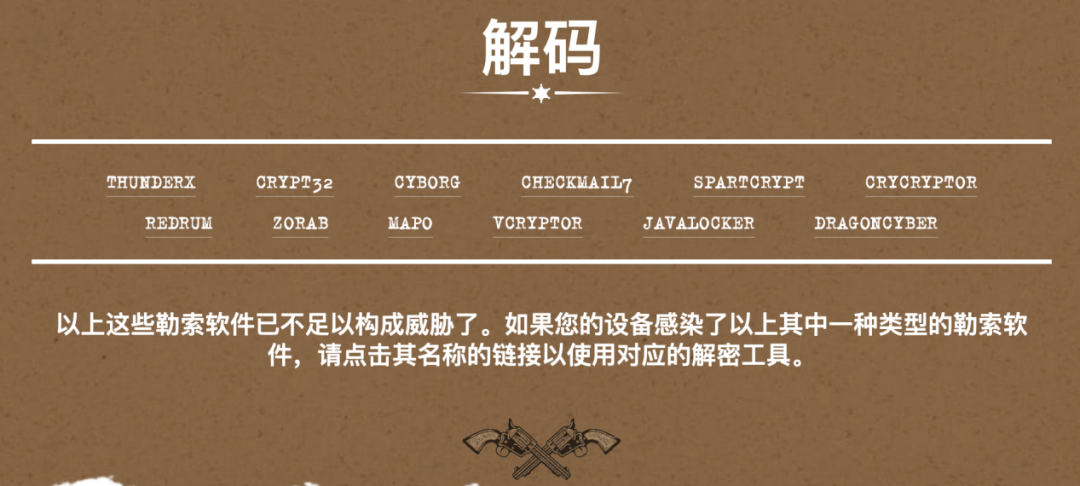 解码
THUNDERX CRYPT32 CYBORG CHECKMAIL7 SPARTCRYPT CRYCRYPTOR
REDRUM ZORAB MAPO VCRYPTOR JAVALOCKER DRAGONCYBER
以上这些勒索软件已不足以构成威胁了。如果您的设备感染了以上其中一种类型的勒索软
件，请点击其名称的链接以使用对应的解密工具。